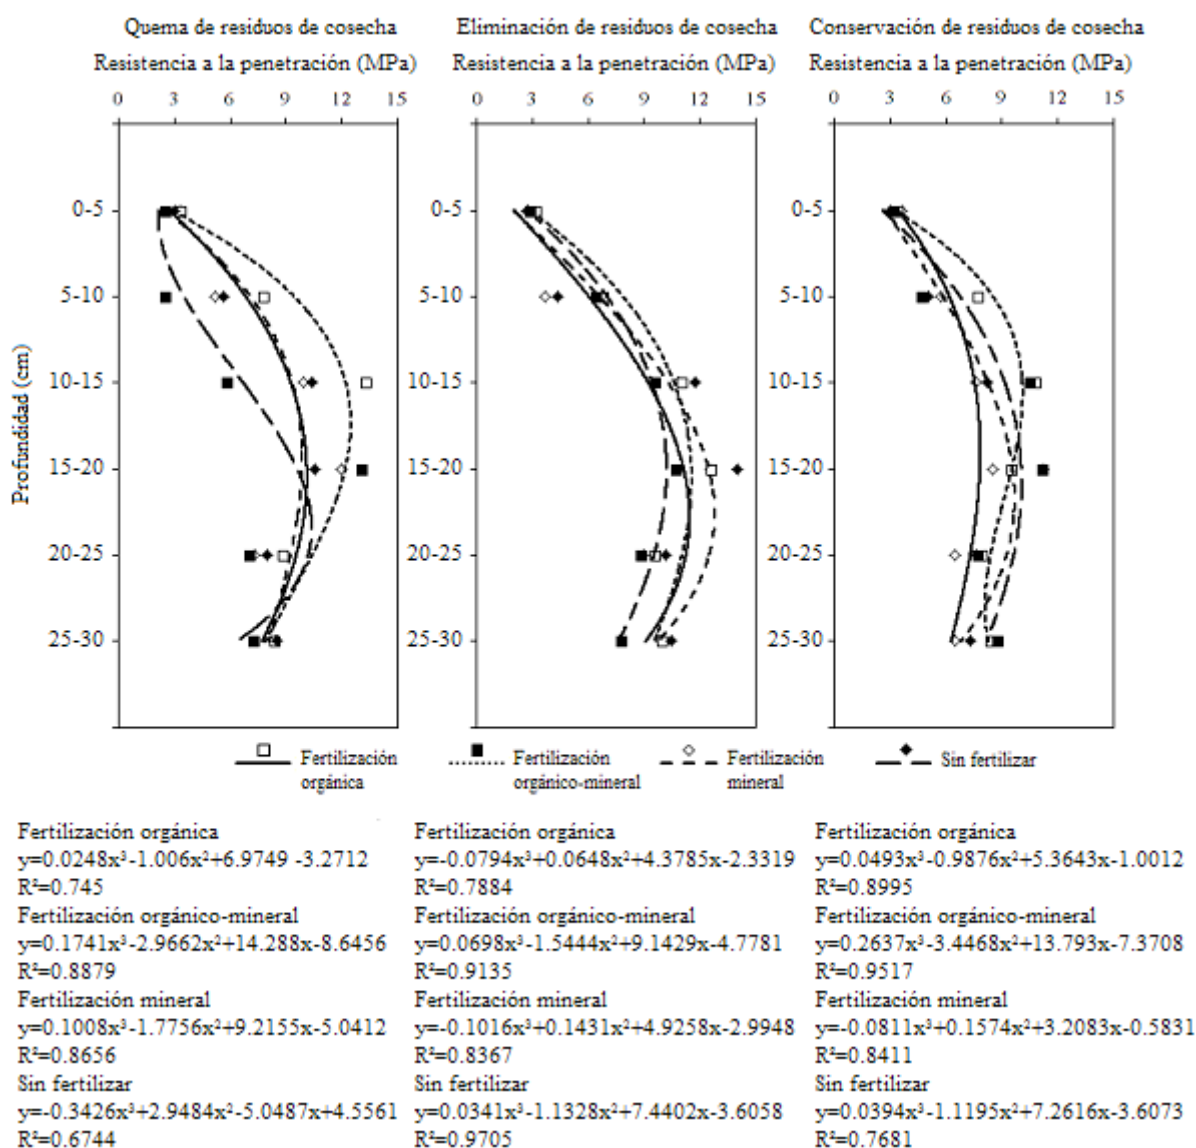 Quema de residuos de cosecha
Resistencia a la penetración (MPa)
0 3 6 9 12 15
Eliminación de residuos de cosecha
Resistencia a la penetración (MPa)
0 3 6 9 12 15
Conservación de residuos de cosecha
Resistencia a la penetración (MPa)
0 3 6 9 12 15
Profundidad (cm)
0-5
5-10
10-15
15-20
20-25
25-30
0-5
5-10
10-15
15-20
20-25
25-30
0-5
5-10
10-15
15-20
20-25
25-30
Fertilización
orgánica
Fertilización
orgánico-mineral
Fertilización
mineral
Sin fertilizar
Fertilización orgánica
y=0.0248x³-1.006x²+6.9749 -3.2712
R²=0.745
Fertilización orgánico-mineral
y=0.1741x³-2.9662x²+14.288x-8.6456
R²=0.8879
Fertilización mineral
y=0.1008x³-1.7756x²+9.2155x-5.0412
R²=0.8656
Sin fertilizar
y=-0.3426x³+2.9484x²-5.0487x+4.5561
R²=0.6744
Fertilización orgánica
y=-0.0794x³+0.0648x²+4.3785x-2.3319
R²=0.7884
Fertilización orgánico-mineral
y=0.0698x³-1.5444x²+9.1429x-4.7781
R²=0.9135
Fertilización mineral
y=-0.1016x³+0.1431x²+4.9258x-2.9948
R²=0.8367
Sin fertilizar
y=0.0341x³-1.1328x²+7.4402x-3.6058
R²=0.9705
Fertilización orgánica
y=0.0493x³-0.9876x²+5.3643x-1.0012
R²=0.8995
Fertilización orgánico-mineral
y=0.2637x³-3.4468x²+13.793x-7.3708
R²=0.9517
Fertilización mineral
y=-0.0811x³+0.1574x²+3.2083x-0.5831
R²=0.8411
Sin fertilizar
y=0.0394x³-1.1195x²+7.2616x-3.6073
R²=0.7681